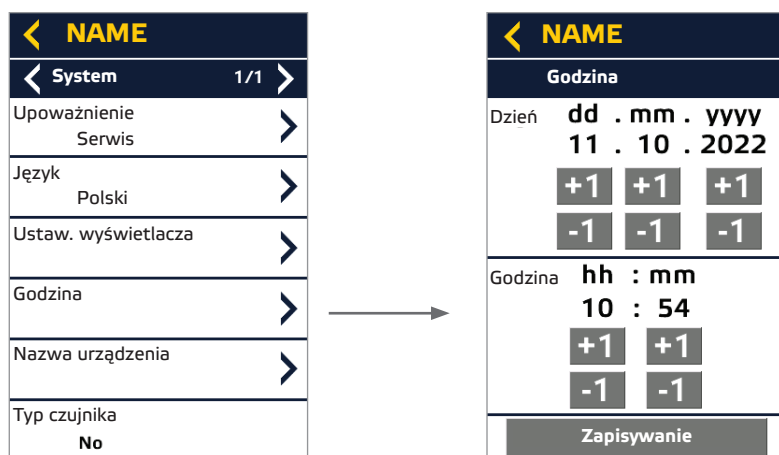 NAME
System 1/1
Upoważnienie
Serwis
Język
Polski
Ustaw. wyświetlacza
Godzina
Nazwa urządzenia
Typ czujnika
No
NAME
Godzina
Dzień dd . mm . yyyy
11 . 10 . 2022
+1 +1 +1
-1 -1 -1
Godzina hh : mm
10 : 54
+1 +1
-1 -1
Zapisywanie